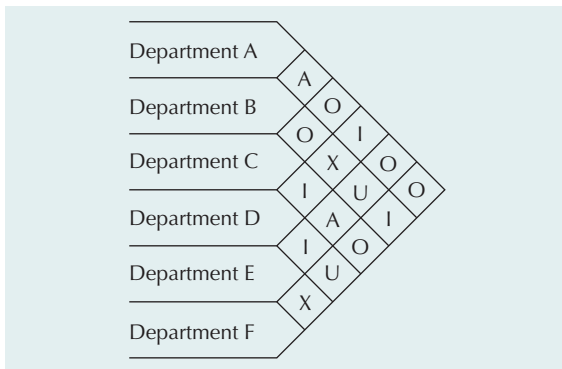 Department A
A
Department B
O
O
I
Department C
X
O
I
U
O
Department D
A
I
I
O
Department E
U
X
Department F